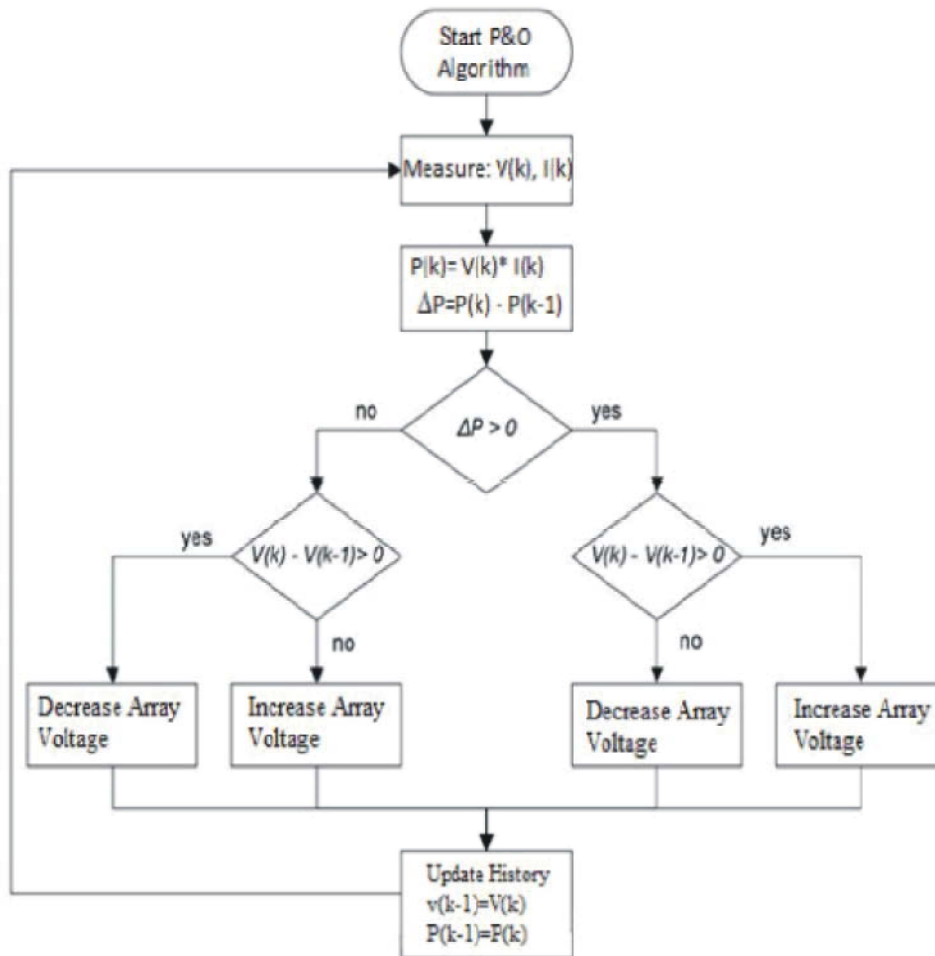 Start P&O
Algorithm
Measure: V(k), I(k)
P(k)= V(k)* I(k)
ΔP=P(k) - P(k-1)
no
ΔP > 0
yes
yes
V(k) - V(k-1)> 0
V(k) - V(k-1)> 0
yes
no
no
Decrease Array
Voltage
Increase Array
Voltage
Decrease Array
Voltage
Increase Array
Voltage
Update History
v(k-1)=V(k)
P(k-1)=P(k)